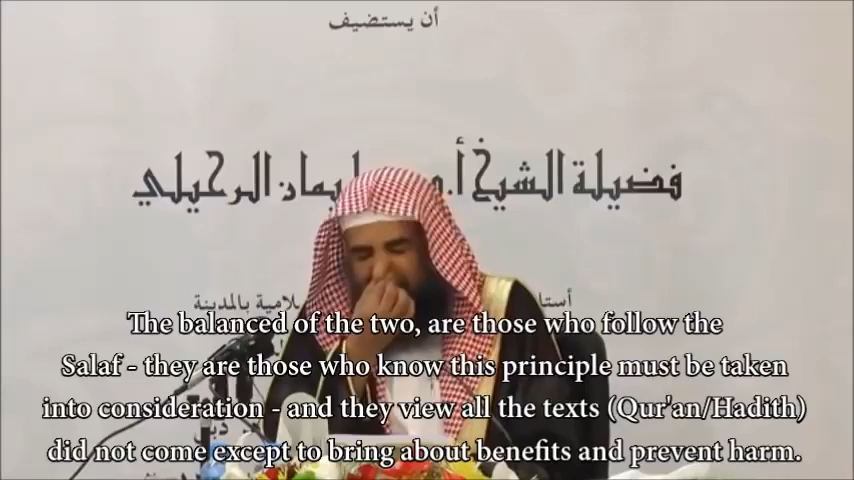 أن يستضيف
فضيلة الشيخ أ.د الرحيلي
بالمدينة
The balanced of the two, are those who follow the
Salaf - they are those who know this principle must be taken
into consideration - and they view all the texts (Qur'an/Hadith)
did not come except to bring about benefits and prevent harm.